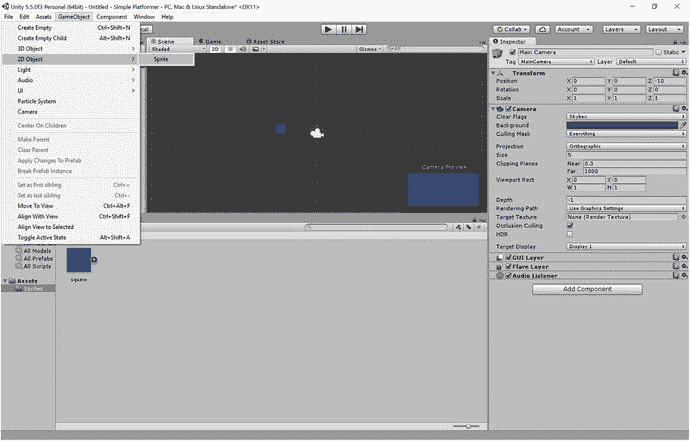 Unity 5.5.0f3 Personal (64bit) - Untitled - Simple Platformer - PC, Mac & Linux Standalone* <DX11>
File Edit Assets GameObject Component Window Help
Create Empty Ctrl+Shift+N
Create Empty Child Alt+Shift+N
3D Object
2D Object
Sprite
Light
Audio
UI
Particle System
Camera
Center On Children
Make Parent
Clear Parent
Apply Changes To Prefab
Break Prefab Instance
Set as first sibling Ctrl+=
Set as last sibling Ctrl+-
Move To View Ctrl+Alt+F
Align With View Ctrl+Shift+F
Align View to Selected
Toggle Active State Alt+Shift+A
Collab
Account
Layers
Layout
Scene
Game
Asset Store
Shaded
2D
Gizmos
Camera Preview
All Models
All Prefabs
All Scripts
Assets
Sprites
square
Inspector
Main Camera Static
Tag MainCamera Layer Default
Transform
Position X 0 Y 0 Z -10
Rotation X 0 Y 0 Z 0
Scale X 1 Y 1 Z 1
Camera
Clear Flags Skybox
Background
Culling Mask Everything
Projection Orthographic
Size 5
Clipping Planes Near 0.3
Far 1000
Viewport Rect X 0 Y 0
W 1 H 1
Depth -1
Rendering Path Use Graphics Settings
Target Texture None (Render Texture)
Occlusion Culling
HDR
Target Display Display 1
GUI Layer
Flare Layer
Audio Listener
Add Component